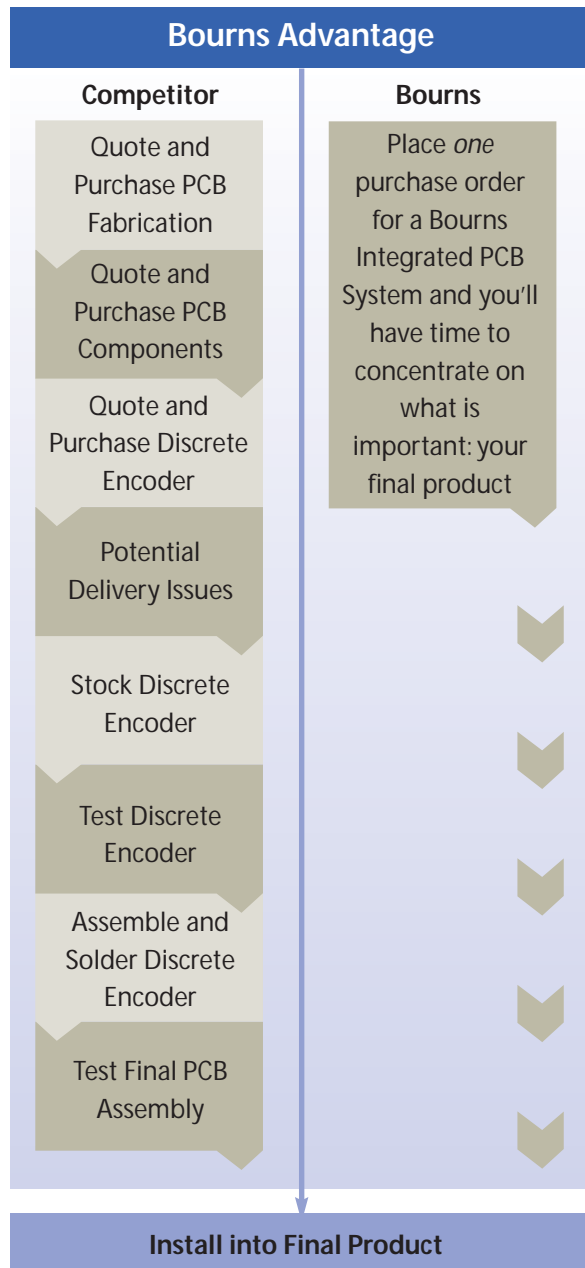 Bourns Advantage
Competitor
Quote and
Purchase PCB
Fabrication
Quote and
Purchase PCB
Components
Quote and
Purchase Discrete
Encoder
Potential
Delivery Issues
Stock Discrete
Encoder
Test Discrete
Encoder
Assemble and
Solder Discrete
Encoder
Test Final PCB
Assembly
Bourns
Place one
purchase order
for a Bourns
Integrated PCB
System and you’ll
have time to
concentrate on
what is
important: your
final product
Install into Final Product